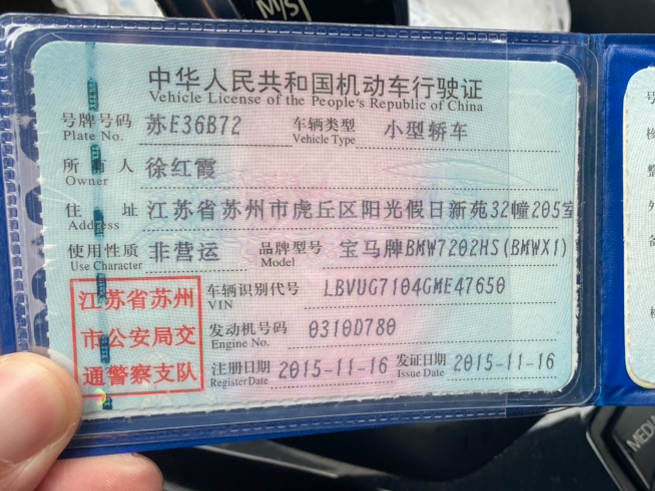 M/S
中华人民共和国机动车行驶证
Vehicle License of the People's Republic of China
号牌号码 苏E36B72 车辆类型 小型轿车
Plate No. Vehicle Type
所有人 徐红霞
Owner
住址 江苏省苏州市虎丘区阳光假日新苑32幢205室
Address
使用性质 非营运 品牌型号 宝马牌BMW7202HS(BMWX1)
Use Character Model
江苏省苏州
市公安局交
通警察支队
车辆识别代号 LBVUG7104GME47650
VIN
发动机号码 0310D780
Engine No.
注册日期 2015-11-16 发证日期 2015-11-16
Register Date Issue Date
号
核
整
外
备
检
MEDIA